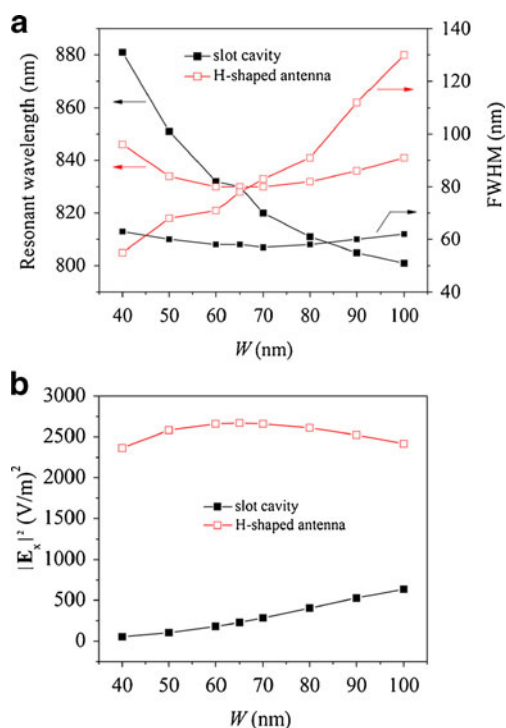 a
880
860
840
820
800
Resonant wavelength (nm)
slot cavity
H-shaped antenna
140
120
100
80
60
40
FWHM (nm)
40 50 60 70 80 90 100
W (nm)
b
3000
2500
2000
1500
1000
500
0
|E_x|² (V/m)²
slot cavity
H-shaped antenna
40 50 60 70 80 90 100
W (nm)